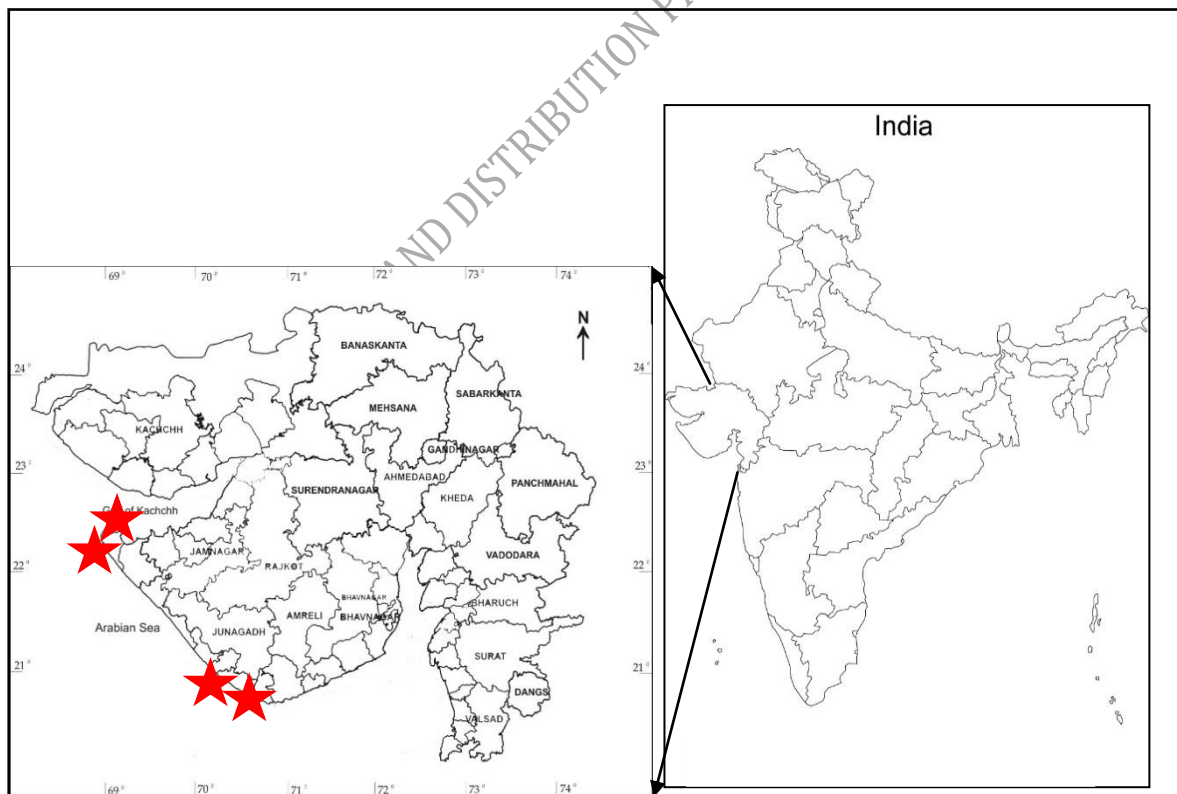 AND DISTRIBUTION
India
69° 70° 71° 72° 73° 74°
N
BANASKANTA
24° 24°
SABARKANTA
MEHSANA
KACHCHH
GANDHINAGAR
23° 23°
AHMEDABAD
SURENDRANAGAR
PANCHMAHAL
KHEDA
of Kachchh
JAMNAGAR
VADODARA
RAJKOT
22° 22°
BHAVNAGAR
BHARUCH
AMRELI
BHAVNAGAR
Arabian Sea
JUNAGADH
SURAT
21° 21°
DANGS
VALSAD
69° 70° 71° 72° 73° 74°